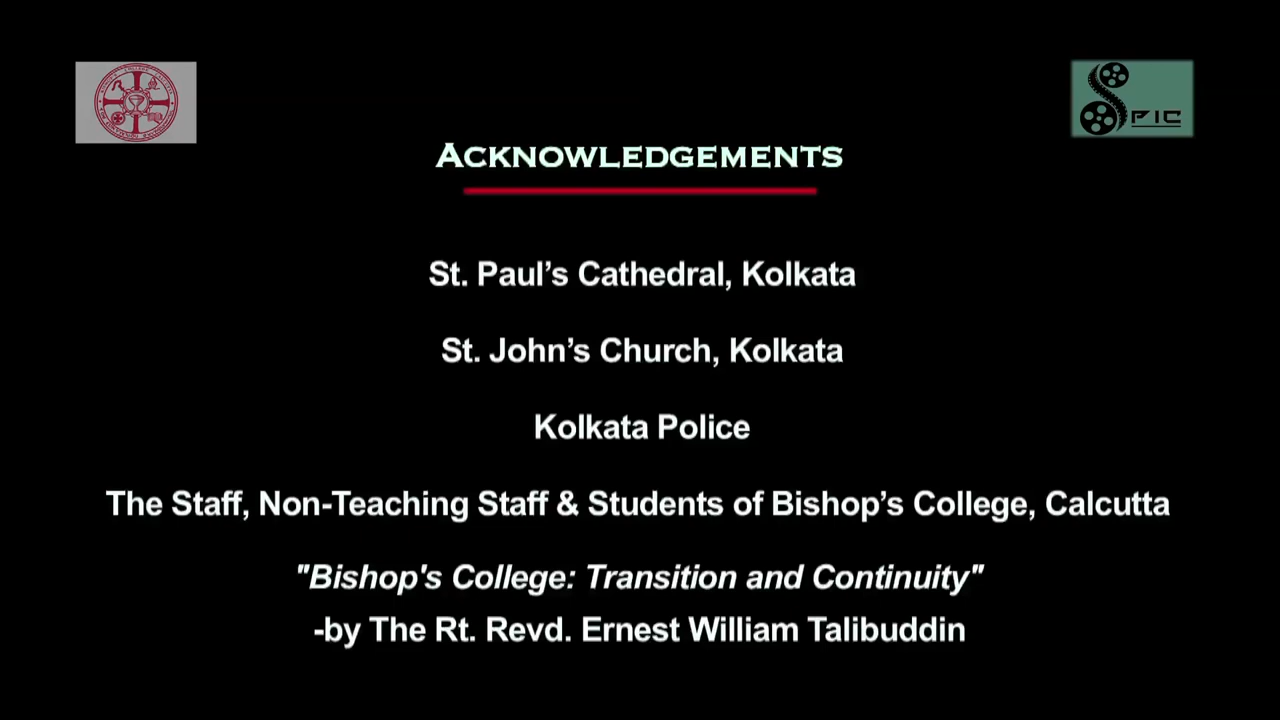 PIC
ACKNOWLEDGEMENTS
St. Paul’s Cathedral, Kolkata
St. John’s Church, Kolkata
Kolkata Police
The Staff, Non-Teaching Staff & Students of Bishop’s College, Calcutta
"Bishop's College: Transition and Continuity"
-by The Rt. Revd. Ernest William Talibuddin